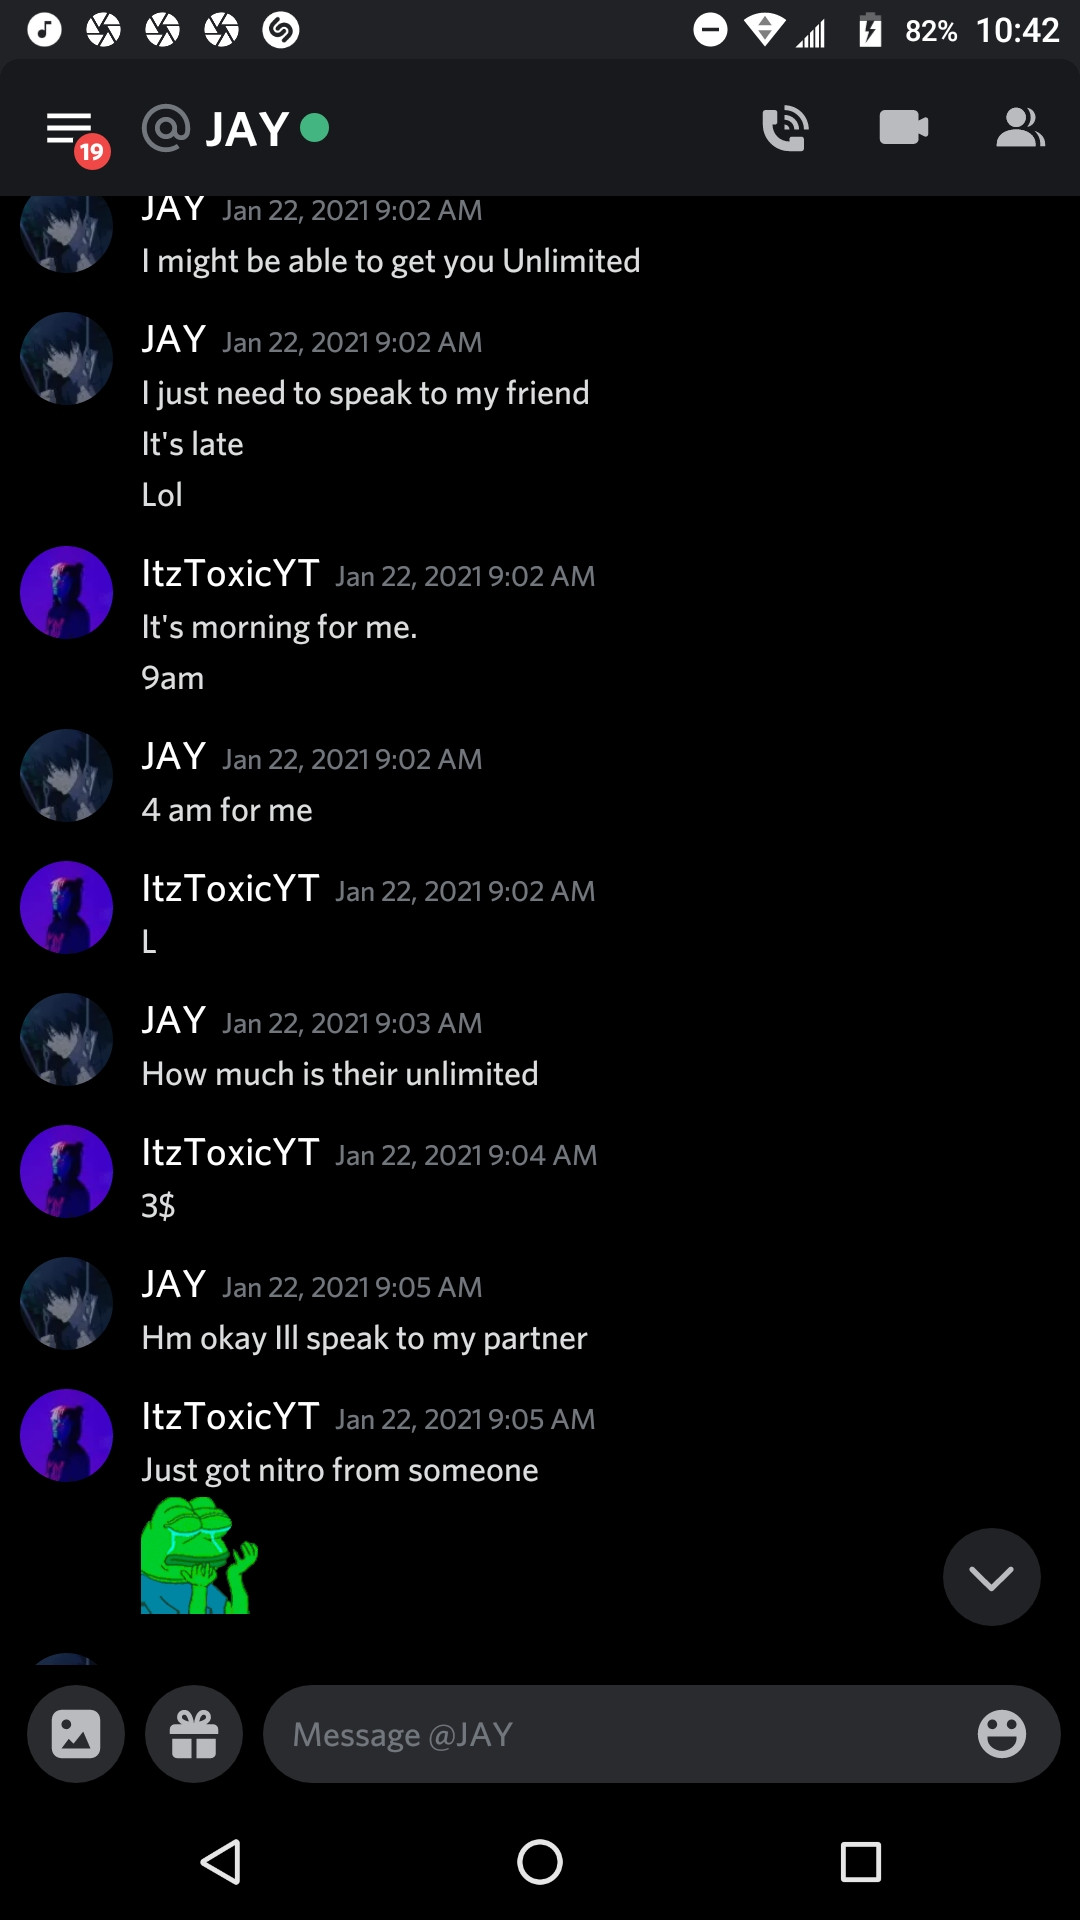 82% 10:42
19
@ JAY
JAY Jan 22, 2021 9:02 AM
I might be able to get you Unlimited
JAY Jan 22, 2021 9:02 AM
I just need to speak to my friend
It's late
Lol
ItzToxicYT Jan 22, 2021 9:02 AM
It's morning for me.
9am
JAY Jan 22, 2021 9:02 AM
4 am for me
ItzToxicYT Jan 22, 2021 9:02 AM
L
JAY Jan 22, 2021 9:03 AM
How much is their unlimited
ItzToxicYT Jan 22, 2021 9:04 AM
3$
JAY Jan 22, 2021 9:05 AM
Hm okay Ill speak to my partner
ItzToxicYT Jan 22, 2021 9:05 AM
Just got nitro from someone
Message @JAY